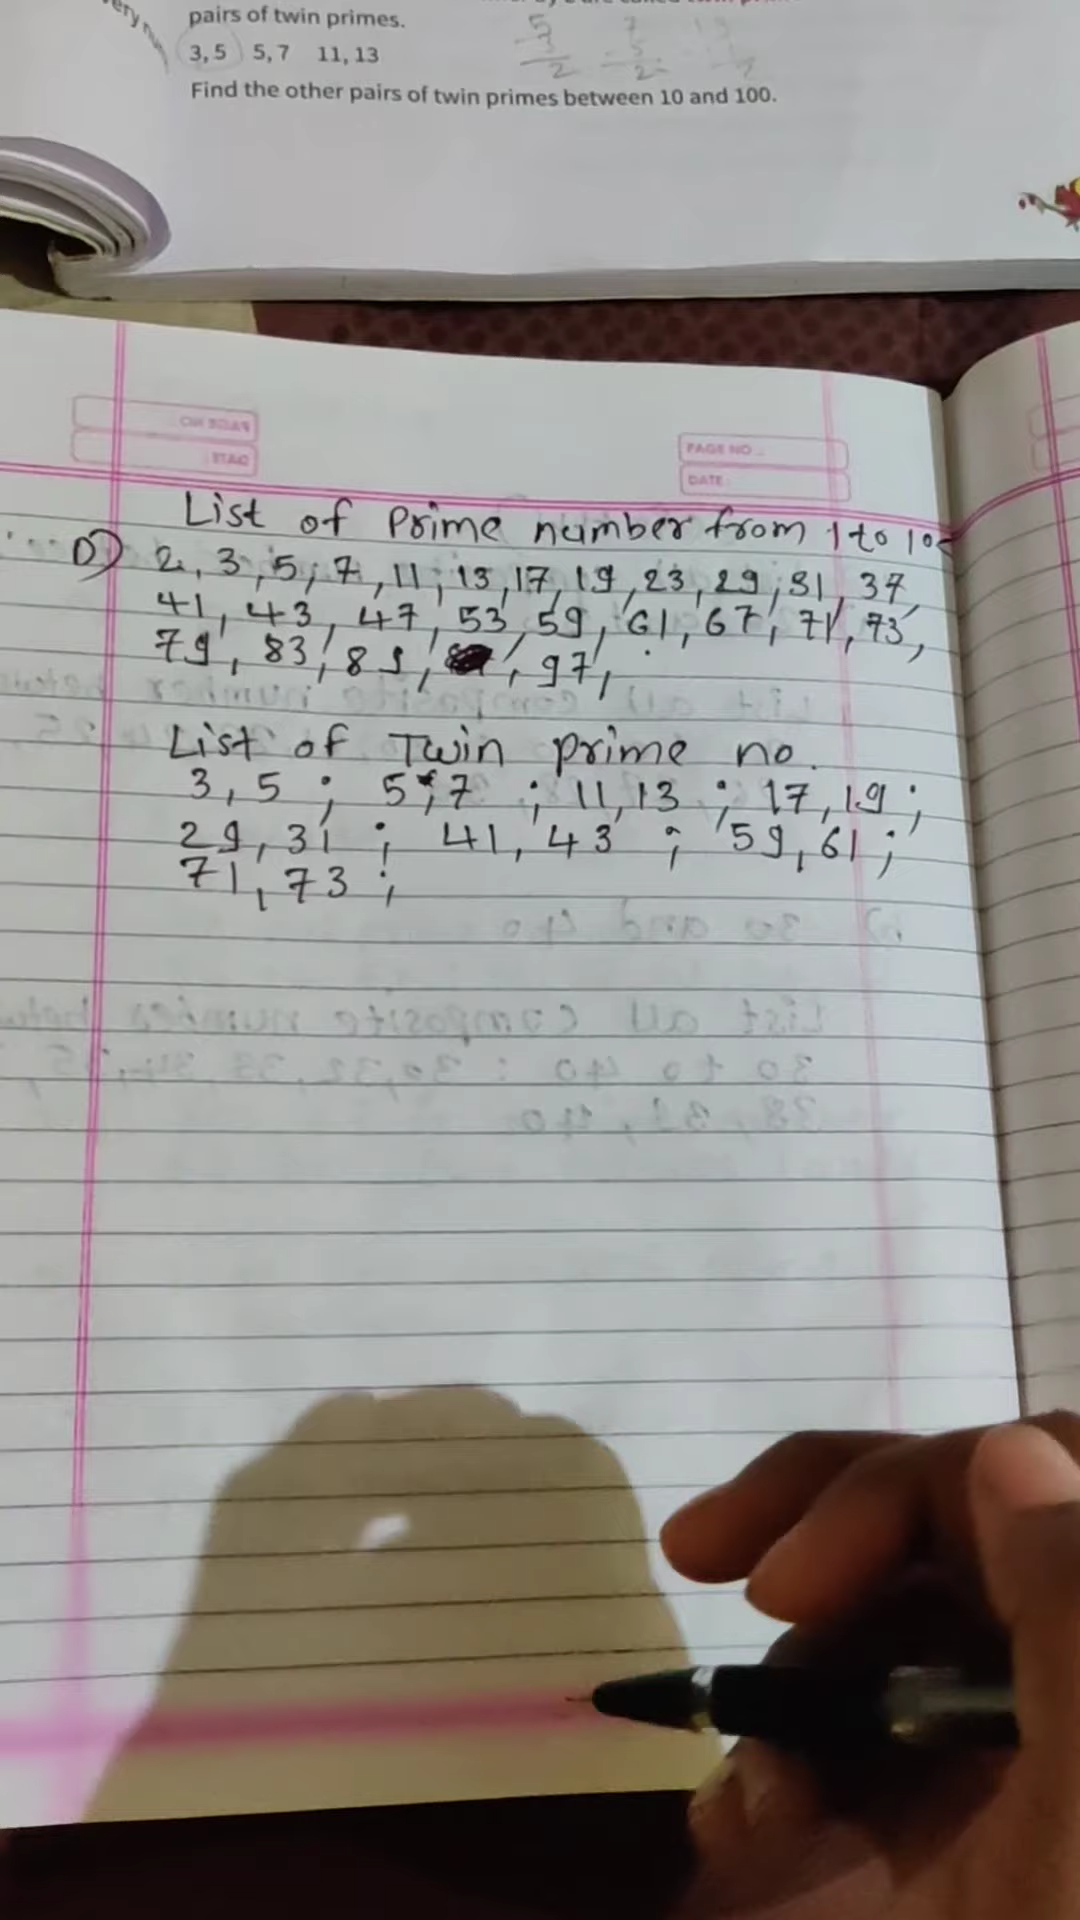 pairs of twin primes.
3, 5 5, 7 11, 13
Find the other pairs of twin primes between 10 and 100.
PAGE NO
DATE
List of Prime number from 1 to 10
D) 2, 3, 5, 7, 11, 13, 17, 19, 23, 29, 31, 37,
41, 43, 47, 53, 59, 61, 67, 71, 73,
79, 83, 89, 97,
List of Twin prime no.
3, 5 ; 5, 7 ; 11, 13 ; 17, 19 ;
29, 31 ; 41, 43 ; 59, 61 ;
71, 73 ;